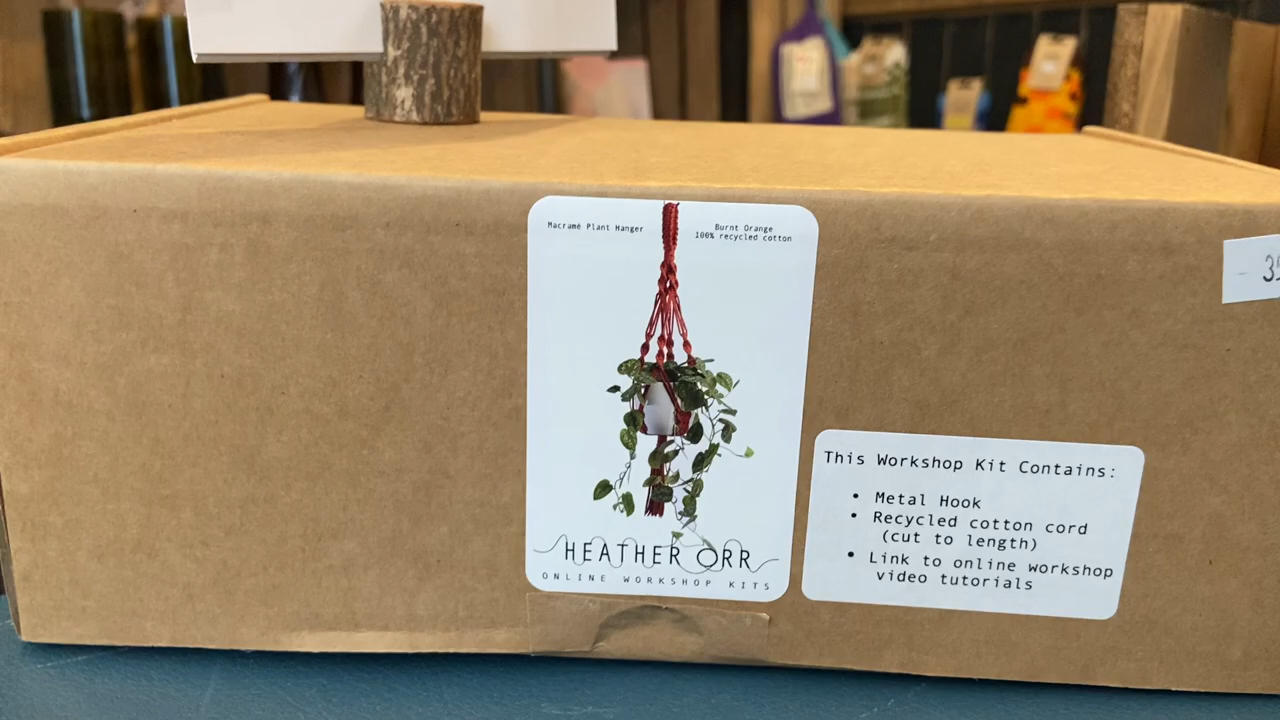 Macramé Plant Hanger
Burnt Orange
100% recycled cotton
HEATHER ORR
ONLINE WORKSHOP KITS
This Workshop Kit Contains:
• Metal Hook
• Recycled cotton cord
(cut to length)
• Link to online workshop
video tutorials